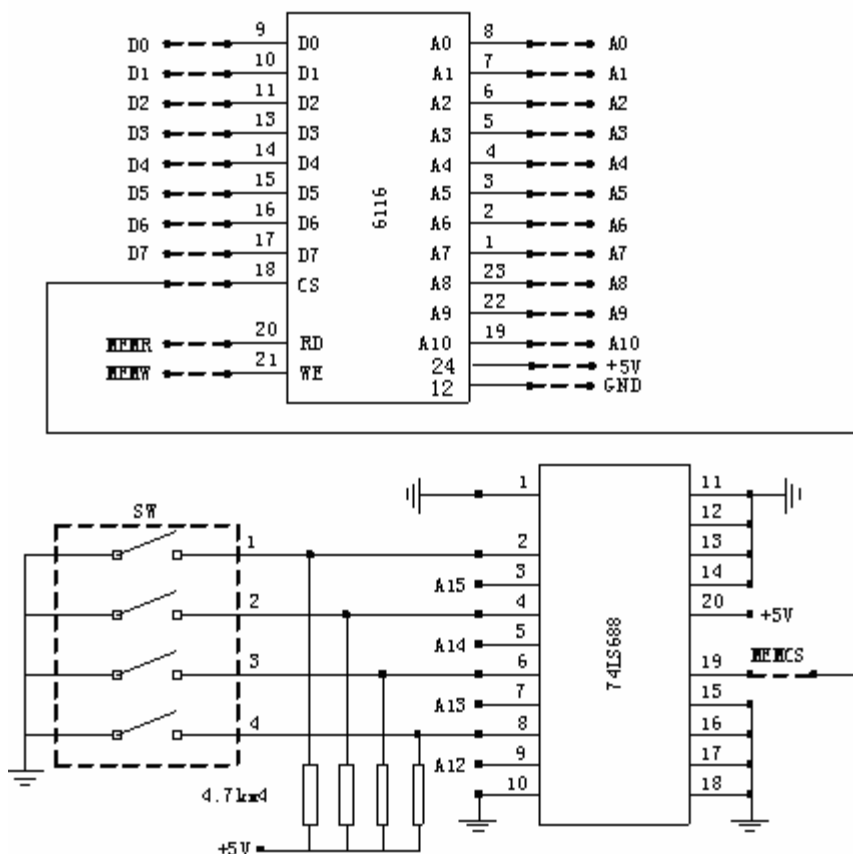 D0 9 D0 A0 8 A0
D1 10 D1 A1 7 A1
D2 11 D2 A2 6 A2
D3 13 D3 A3 5 A3
D4 14 D4 A4 4 A4
D5 15 D5 A5 3 A5
D6 16 D6 A6 2 A6
D7 17 D7 A7 1 A7
18 CS A8 23 A8
A9 22 A9
MEMR 20 RD A10 19 A10
MEMW 21 WE 24 +5V
12 GND
6116
SW
1 11
12
1 2 13
A15 3 14
2 4 20 +5V
A14 5
3 6 19 MEMCS
A13 7 15
4 8 16
A12 9 17
10 18
74LS688
4.7k×4
+5V